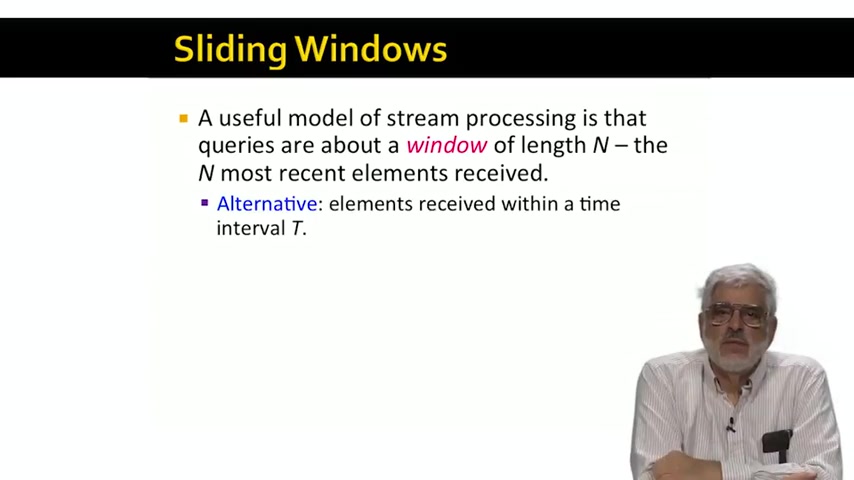 Sliding Windows
▪ A useful model of stream processing is that
queries are about a window of length N – the
N most recent elements received.
▪ Alternative: elements received within a time
interval T.